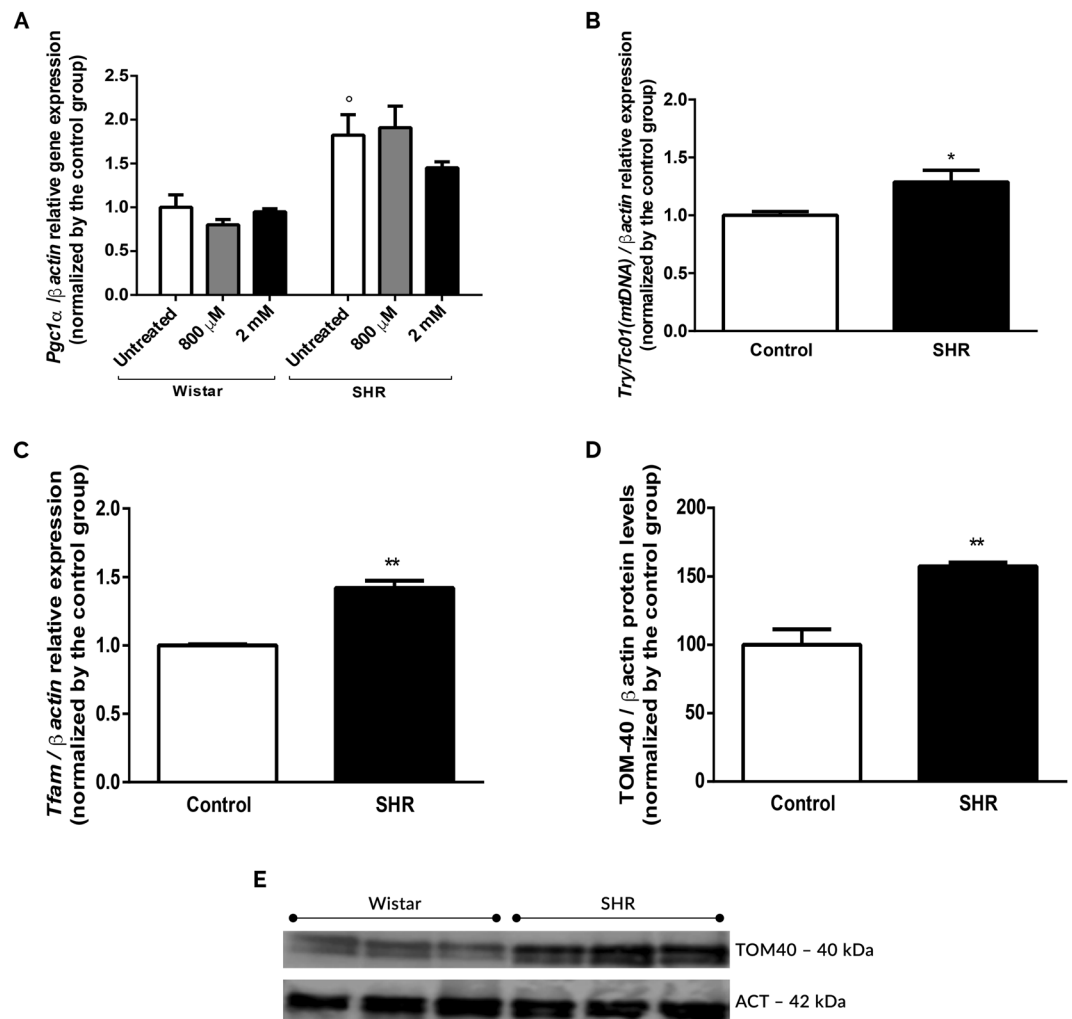 A
Pgc1α /β actin relative gene expression
(normalized by the control group)
2.5
2.0
1.5
1.0
0.5
0.0
°
Untreated
800 μM
2 mM
Untreated
800 μM
2 mM
Wistar
SHR
B
Try/Tc01(mtDNA) / β actin relative expression
(normalized by the control group)
2.0
1.5
1.0
0.5
0.0
*
Control
SHR
C
Tfam / β actin relative expression
(normalized by the control group)
2.0
1.5
1.0
0.5
0.0
**
Control
SHR
D
TOM-40 / β actin protein levels
(normalized by the control group)
200
150
100
50
0
**
Control
SHR
E
Wistar
SHR
TOM40 – 40 kDa
ACT – 42 kDa